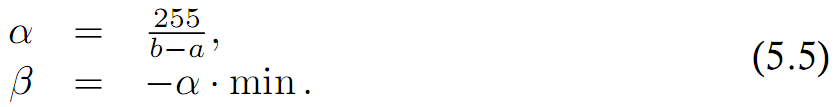 α = 255/(b−a),
β = −α · min . (5.5)